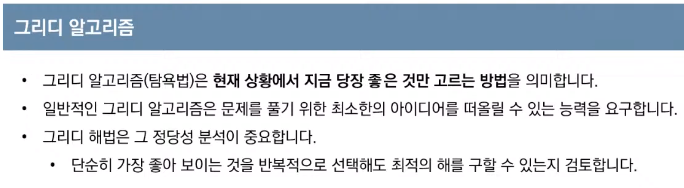 그리디 알고리즘
• 그리디 알고리즘(탐욕법)은 현재 상황에서 지금 당장 좋은 것만 고르는 방법을 의미합니다.
• 일반적인 그리디 알고리즘은 문제를 풀기 위한 최소한의 아이디어를 떠올릴 수 있는 능력을 요구합니다.
• 그리디 해법은 그 정당성 분석이 중요합니다.
• 단순히 가장 좋아 보이는 것을 반복적으로 선택해도 최적의 해를 구할 수 있는지 검토합니다.